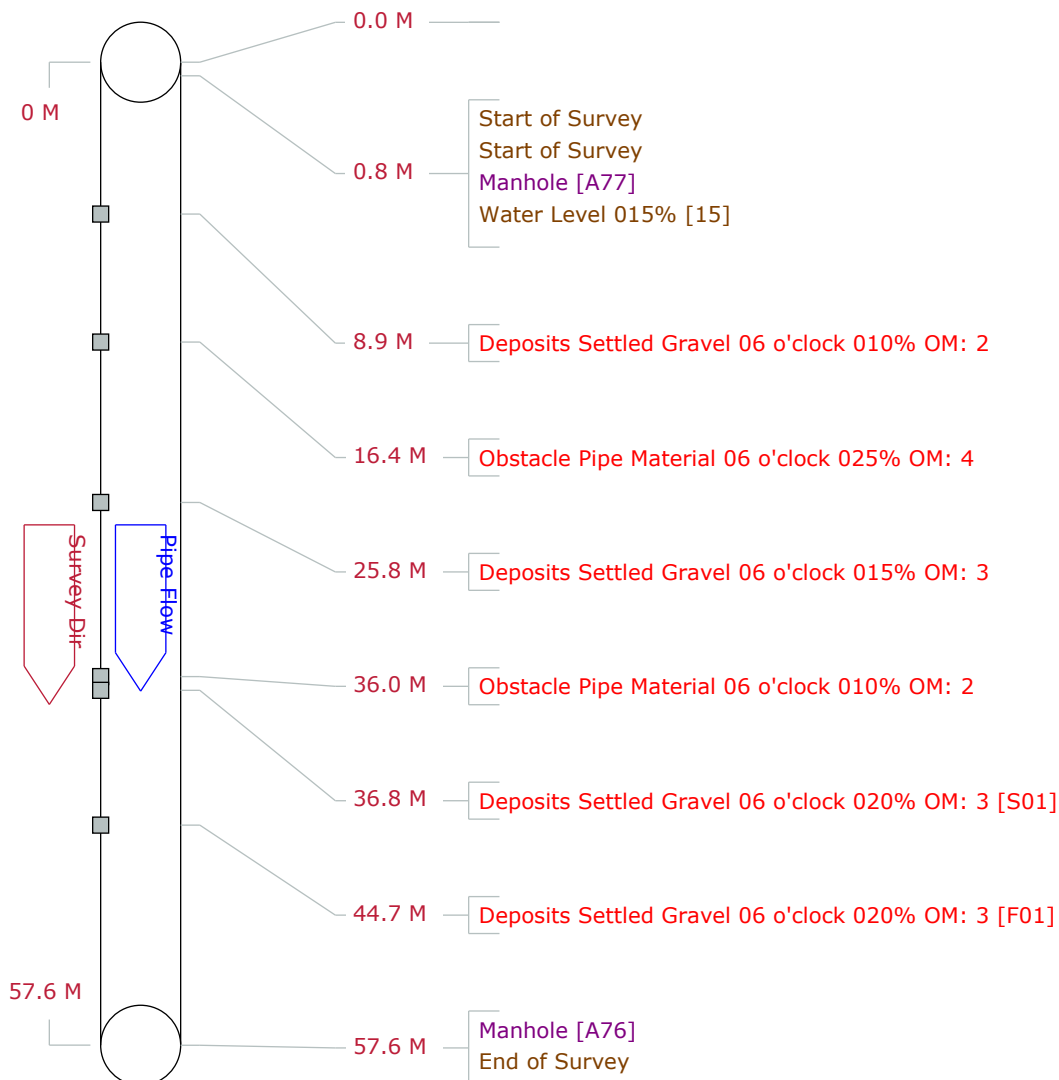 0.0 M
0 M
Start of Survey
Start of Survey
0.8 M
Manhole [A77]
Water Level 015% [15]
8.9 M
Deposits Settled Gravel 06 o'clock 010% OM: 2
16.4 M
Obstacle Pipe Material 06 o'clock 025% OM: 4
Survey Dir
Pipe Flow
25.8 M
Deposits Settled Gravel 06 o'clock 015% OM: 3
36.0 M
Obstacle Pipe Material 06 o'clock 010% OM: 2
36.8 M
Deposits Settled Gravel 06 o'clock 020% OM: 3 [S01]
44.7 M
Deposits Settled Gravel 06 o'clock 020% OM: 3 [F01]
57.6 M
57.6 M
Manhole [A76]
End of Survey